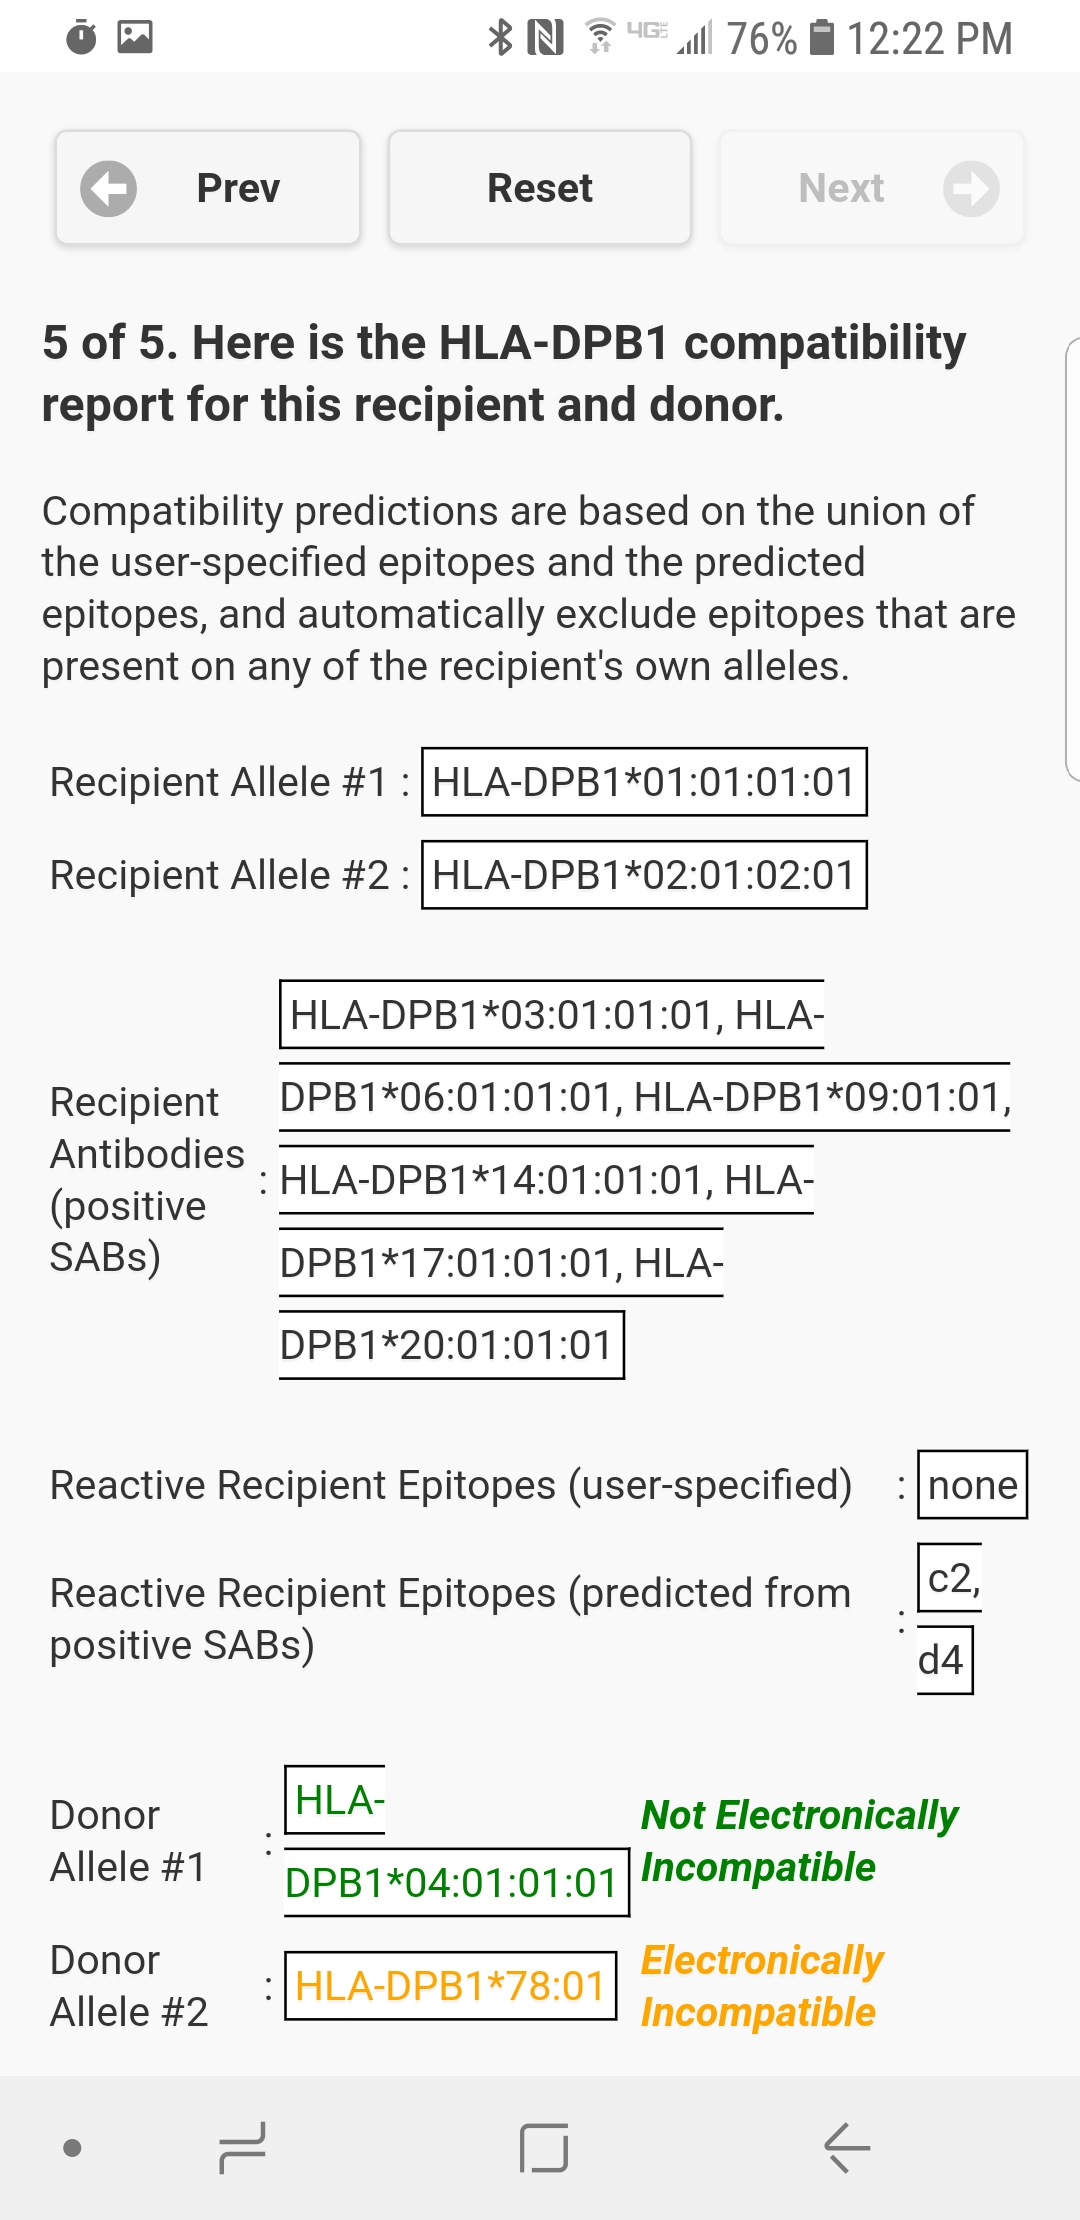 76% 12:22 PM
Prev Reset Next
5 of 5. Here is the HLA-DPB1 compatibility
report for this recipient and donor.
Compatibility predictions are based on the union of
the user-specified epitopes and the predicted
epitopes, and automatically exclude epitopes that are
present on any of the recipient's own alleles.
Recipient Allele #1 : HLA-DPB1*01:01:01:01
Recipient Allele #2 : HLA-DPB1*02:01:02:01
Recipient
Antibodies
(positive
SABs)
:
HLA-DPB1*03:01:01:01, HLA-
DPB1*06:01:01:01, HLA-DPB1*09:01:01,
HLA-DPB1*14:01:01:01, HLA-
DPB1*17:01:01:01, HLA-
DPB1*20:01:01:01
Reactive Recipient Epitopes (user-specified) : none
Reactive Recipient Epitopes (predicted from
positive SABs)
:
c2,
d4
Donor
Allele #1
:
HLA-
DPB1*04:01:01:01
Not Electronically
Incompatible
Donor
Allele #2
:
HLA-DPB1*78:01
Electronically
Incompatible